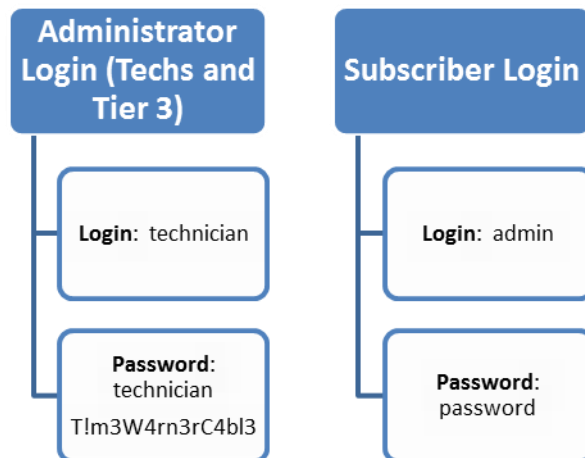 Administrator
Login (Techs and
Tier 3)
Login: technician
Password:
technician
T!m3W4rn3rC4bl3
Subscriber Login
Login: admin
Password:
password